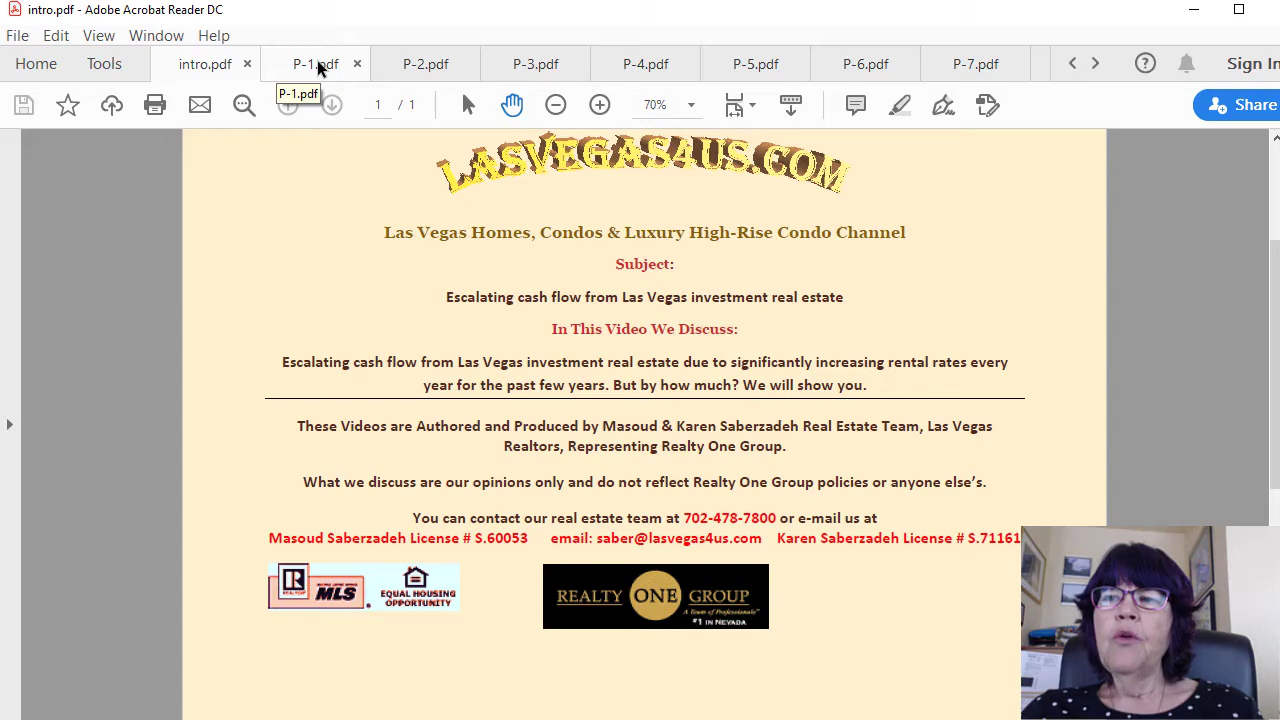 intro.pdf - Adobe Acrobat Reader DC
File Edit View Window Help
Home Tools intro.pdf × P-1.pdf × P-2.pdf P-3.pdf P-4.pdf P-5.pdf P-6.pdf P-7.pdf Sign In
P-1.pdf
1 / 1 70% Share
LASVEGAS4US.COM
Las Vegas Homes, Condos & Luxury High-Rise Condo Channel
Subject:
Escalating cash flow from Las Vegas investment real estate
In This Video We Discuss:
Escalating cash flow from Las Vegas investment real estate due to significantly increasing rental rates every
year for the past few years. But by how much? We will show you.
These Videos are Authored and Produced by Masoud & Karen Saberzadeh Real Estate Team, Las Vegas
Realtors, Representing Realty One Group.
What we discuss are our opinions only and do not reflect Realty One Group policies or anyone else's.
You can contact our real estate team at 702-478-7800 or e-mail us at
Masoud Saberzadeh License # S.60053 email: saber@lasvegas4us.com Karen Saberzadeh License # S.71161
R REALTOR MLS EQUAL HOUSING
OPPORTUNITY
REALTY ONE GROUP
A Team of Professionals
#1 IN NEVADA